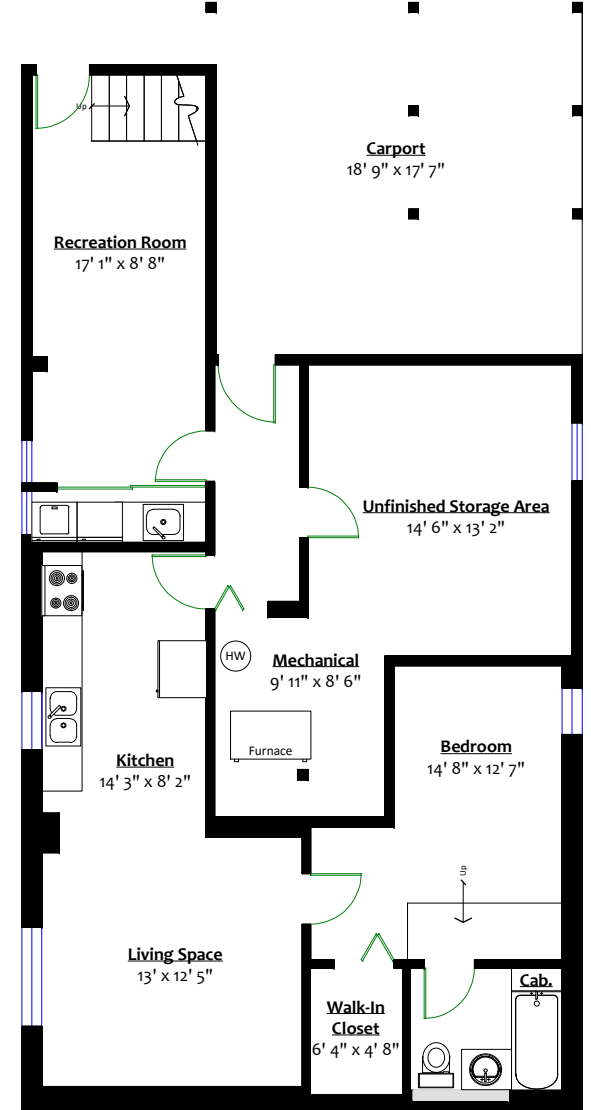 Up
Carport
18' 9" x 17' 7"
Recreation Room
17' 1" x 8' 8"
Unfinished Storage Area
14' 6" x 13' 2"
HW
Mechanical
9' 11" x 8' 6"
Furnace
Kitchen
14' 3" x 8' 2"
Bedroom
14' 8" x 12' 7"
Up
Living Space
13' x 12' 5"
Walk-In
Closet
6' 4" x 4' 8"
Cab.